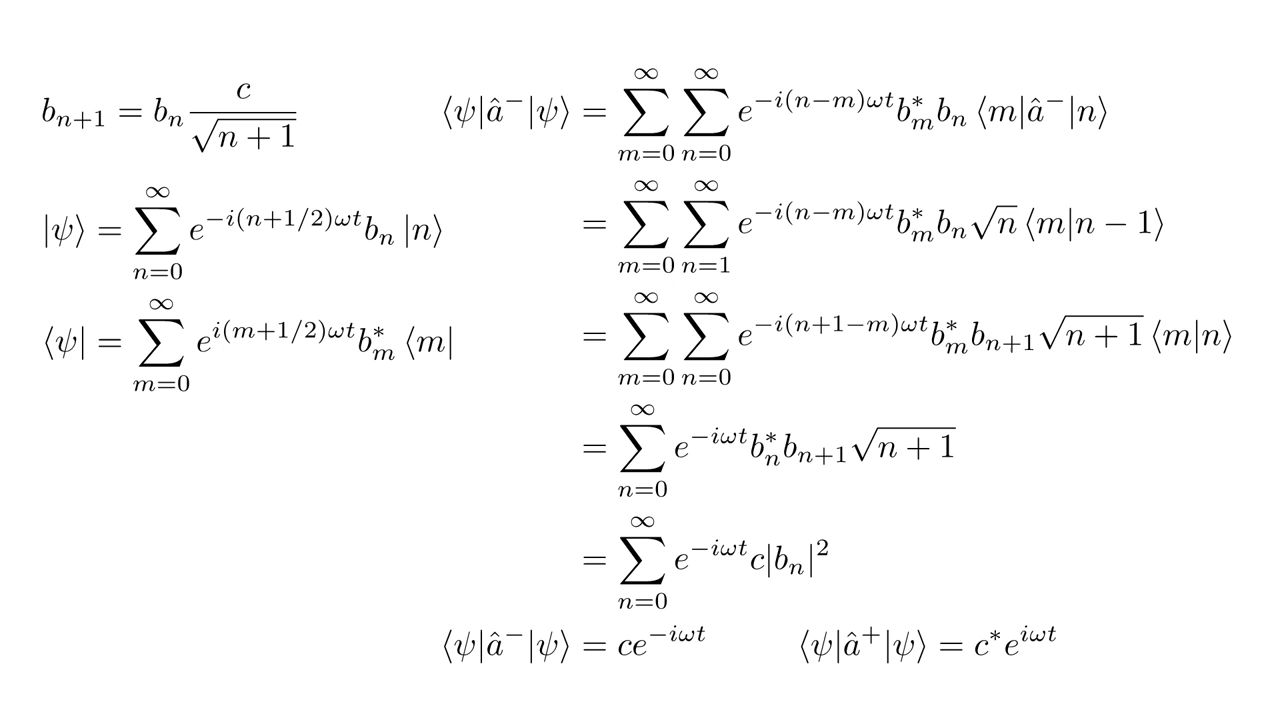 $b_{n+1} = b_n \frac{c}{\sqrt{n+1}}$
$|\psi\rangle = \sum_{n=0}^{\infty} e^{-i(n+1/2)\omega t} b_n |n\rangle$
$\langle\psi| = \sum_{m=0}^{\infty} e^{i(m+1/2)\omega t} b_m^* \langle m|$
$\langle\psi|\hat{a}^-|\psi\rangle = \sum_{m=0}^{\infty} \sum_{n=0}^{\infty} e^{-i(n-m)\omega t} b_m^* b_n \langle m|\hat{a}^-|n\rangle$
$= \sum_{m=0}^{\infty} \sum_{n=1}^{\infty} e^{-i(n-m)\omega t} b_m^* b_n \sqrt{n} \langle m|n-1\rangle$
$= \sum_{m=0}^{\infty} \sum_{n=0}^{\infty} e^{-i(n+1-m)\omega t} b_m^* b_{n+1} \sqrt{n+1} \langle m|n\rangle$
$= \sum_{n=0}^{\infty} e^{-i\omega t} b_n^* b_{n+1} \sqrt{n+1}$
$= \sum_{n=0}^{\infty} e^{-i\omega t} c |b_n|^2$
$\langle\psi|\hat{a}^-|\psi\rangle = c e^{-i\omega t} \quad \langle\psi|\hat{a}^+|\psi\rangle = c^* e^{i\omega t}$